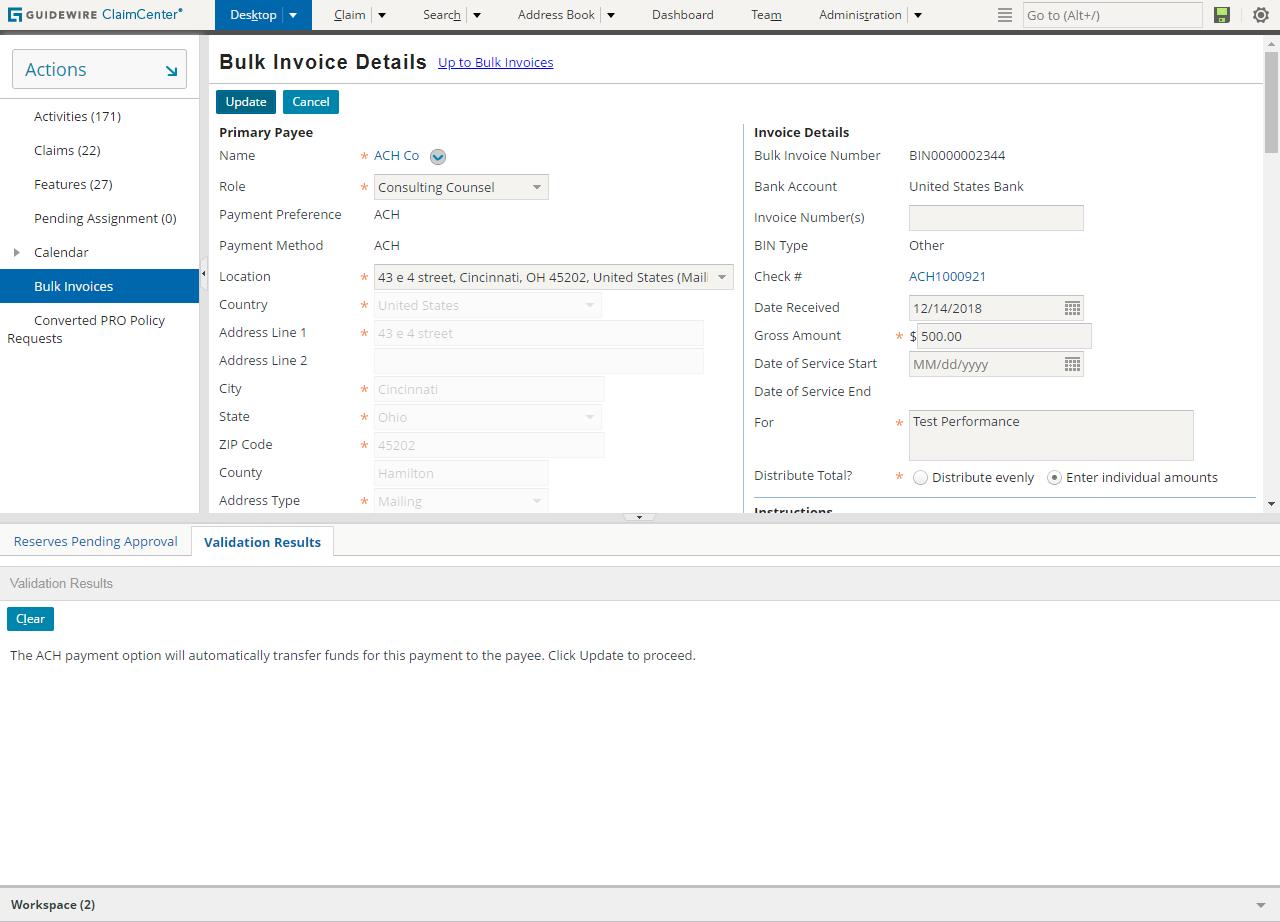 GUIDEWIRE ClaimCenter®
Desktop
Claim
Search
Address Book
Dashboard
Team
Administration
Go to (Alt+/)
Actions
Activities (171)
Claims (22)
Features (27)
Pending Assignment (0)
Calendar
Bulk Invoices
Converted PRO Policy
Requests
Bulk Invoice Details Up to Bulk Invoices
Update Cancel
Primary Payee
Name * ACH Co
Role * Consulting Counsel
Payment Preference ACH
Payment Method ACH
Location * 43 e 4 street, Cincinnati, OH 45202, United States (Mail
Country * United States
Address Line 1 * 43 e 4 street
Address Line 2
City * Cincinnati
State * Ohio
ZIP Code * 45202
County Hamilton
Address Type * Mailing
Invoice Details
Bulk Invoice Number BIN0000002344
Bank Account United States Bank
Invoice Number(s)
BIN Type Other
Check # ACH1000921
Date Received 12/14/2018
Gross Amount * $ 500.00
Date of Service Start MM/dd/yyyy
Date of Service End
For * Test Performance
Distribute Total? * Distribute evenly Enter individual amounts
Instructions
Reserves Pending Approval Validation Results
Validation Results
Clear
The ACH payment option will automatically transfer funds for this payment to the payee. Click Update to proceed.
Workspace (2)